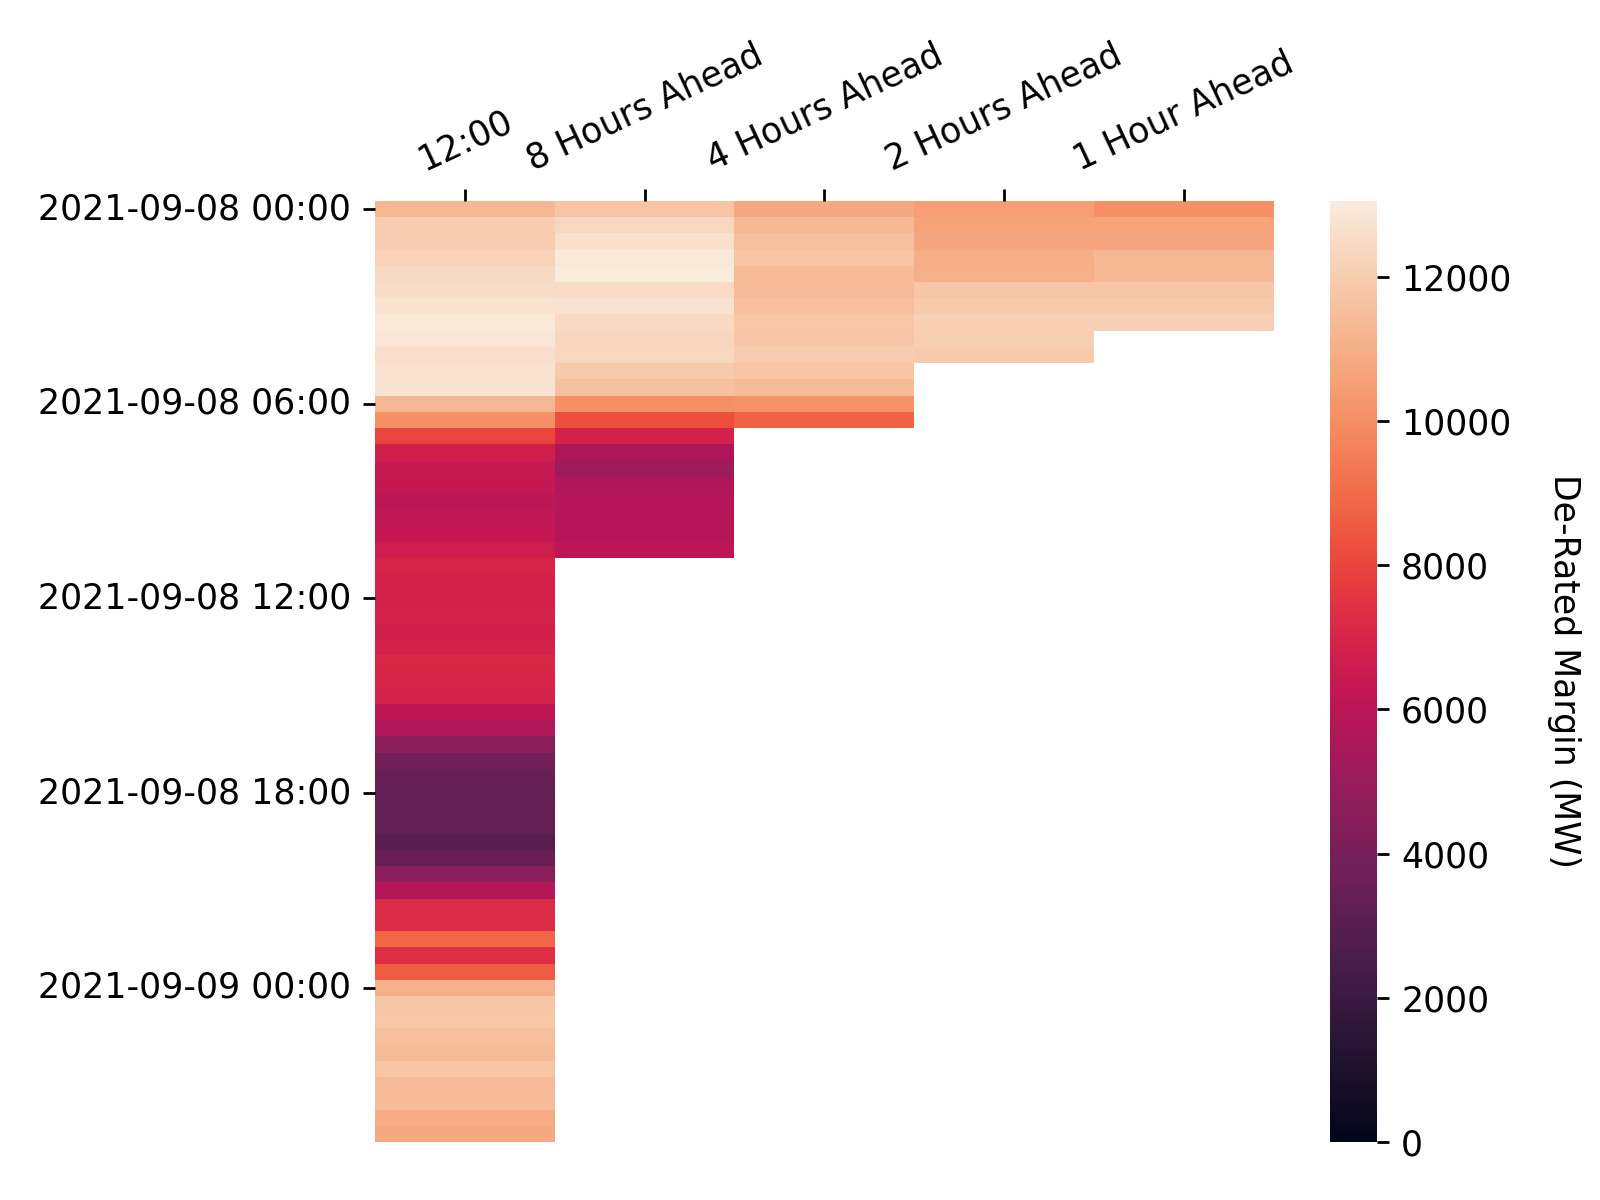 12:00
8 Hours Ahead
4 Hours Ahead
2 Hours Ahead
1 Hour Ahead
2021-09-08 00:00
2021-09-08 06:00
2021-09-08 12:00
2021-09-08 18:00
2021-09-09 00:00
12000
10000
8000
6000
4000
2000
0
De-Rated Margin (MW)